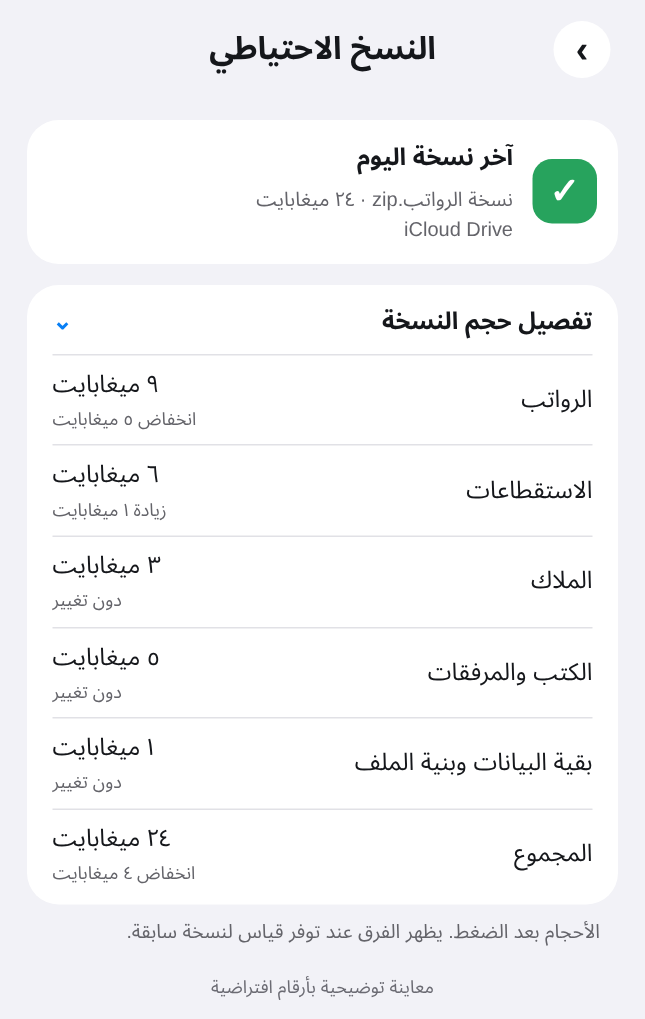 النسخ الاحتياطي
آخر نسخة اليوم
نسخة الرواتب.zip · ٢٤ ميغابايت
iCloud Drive
تفصيل حجم النسخة
الرواتب
٩ ميغابايت
انخفاض ٥ ميغابايت
الاستقطاعات
٦ ميغابايت
زيادة ١ ميغابايت
الملاك
٣ ميغابايت
دون تغيير
الكتب والمرفقات
٥ ميغابايت
دون تغيير
بقية البيانات وبنية الملف
١ ميغابايت
دون تغيير
المجموع
٢٤ ميغابايت
انخفاض ٤ ميغابايت
الأحجام بعد الضغط. يظهر الفرق عند توفر قياس لنسخة سابقة.
معاينة توضيحية بأرقام افتراضية